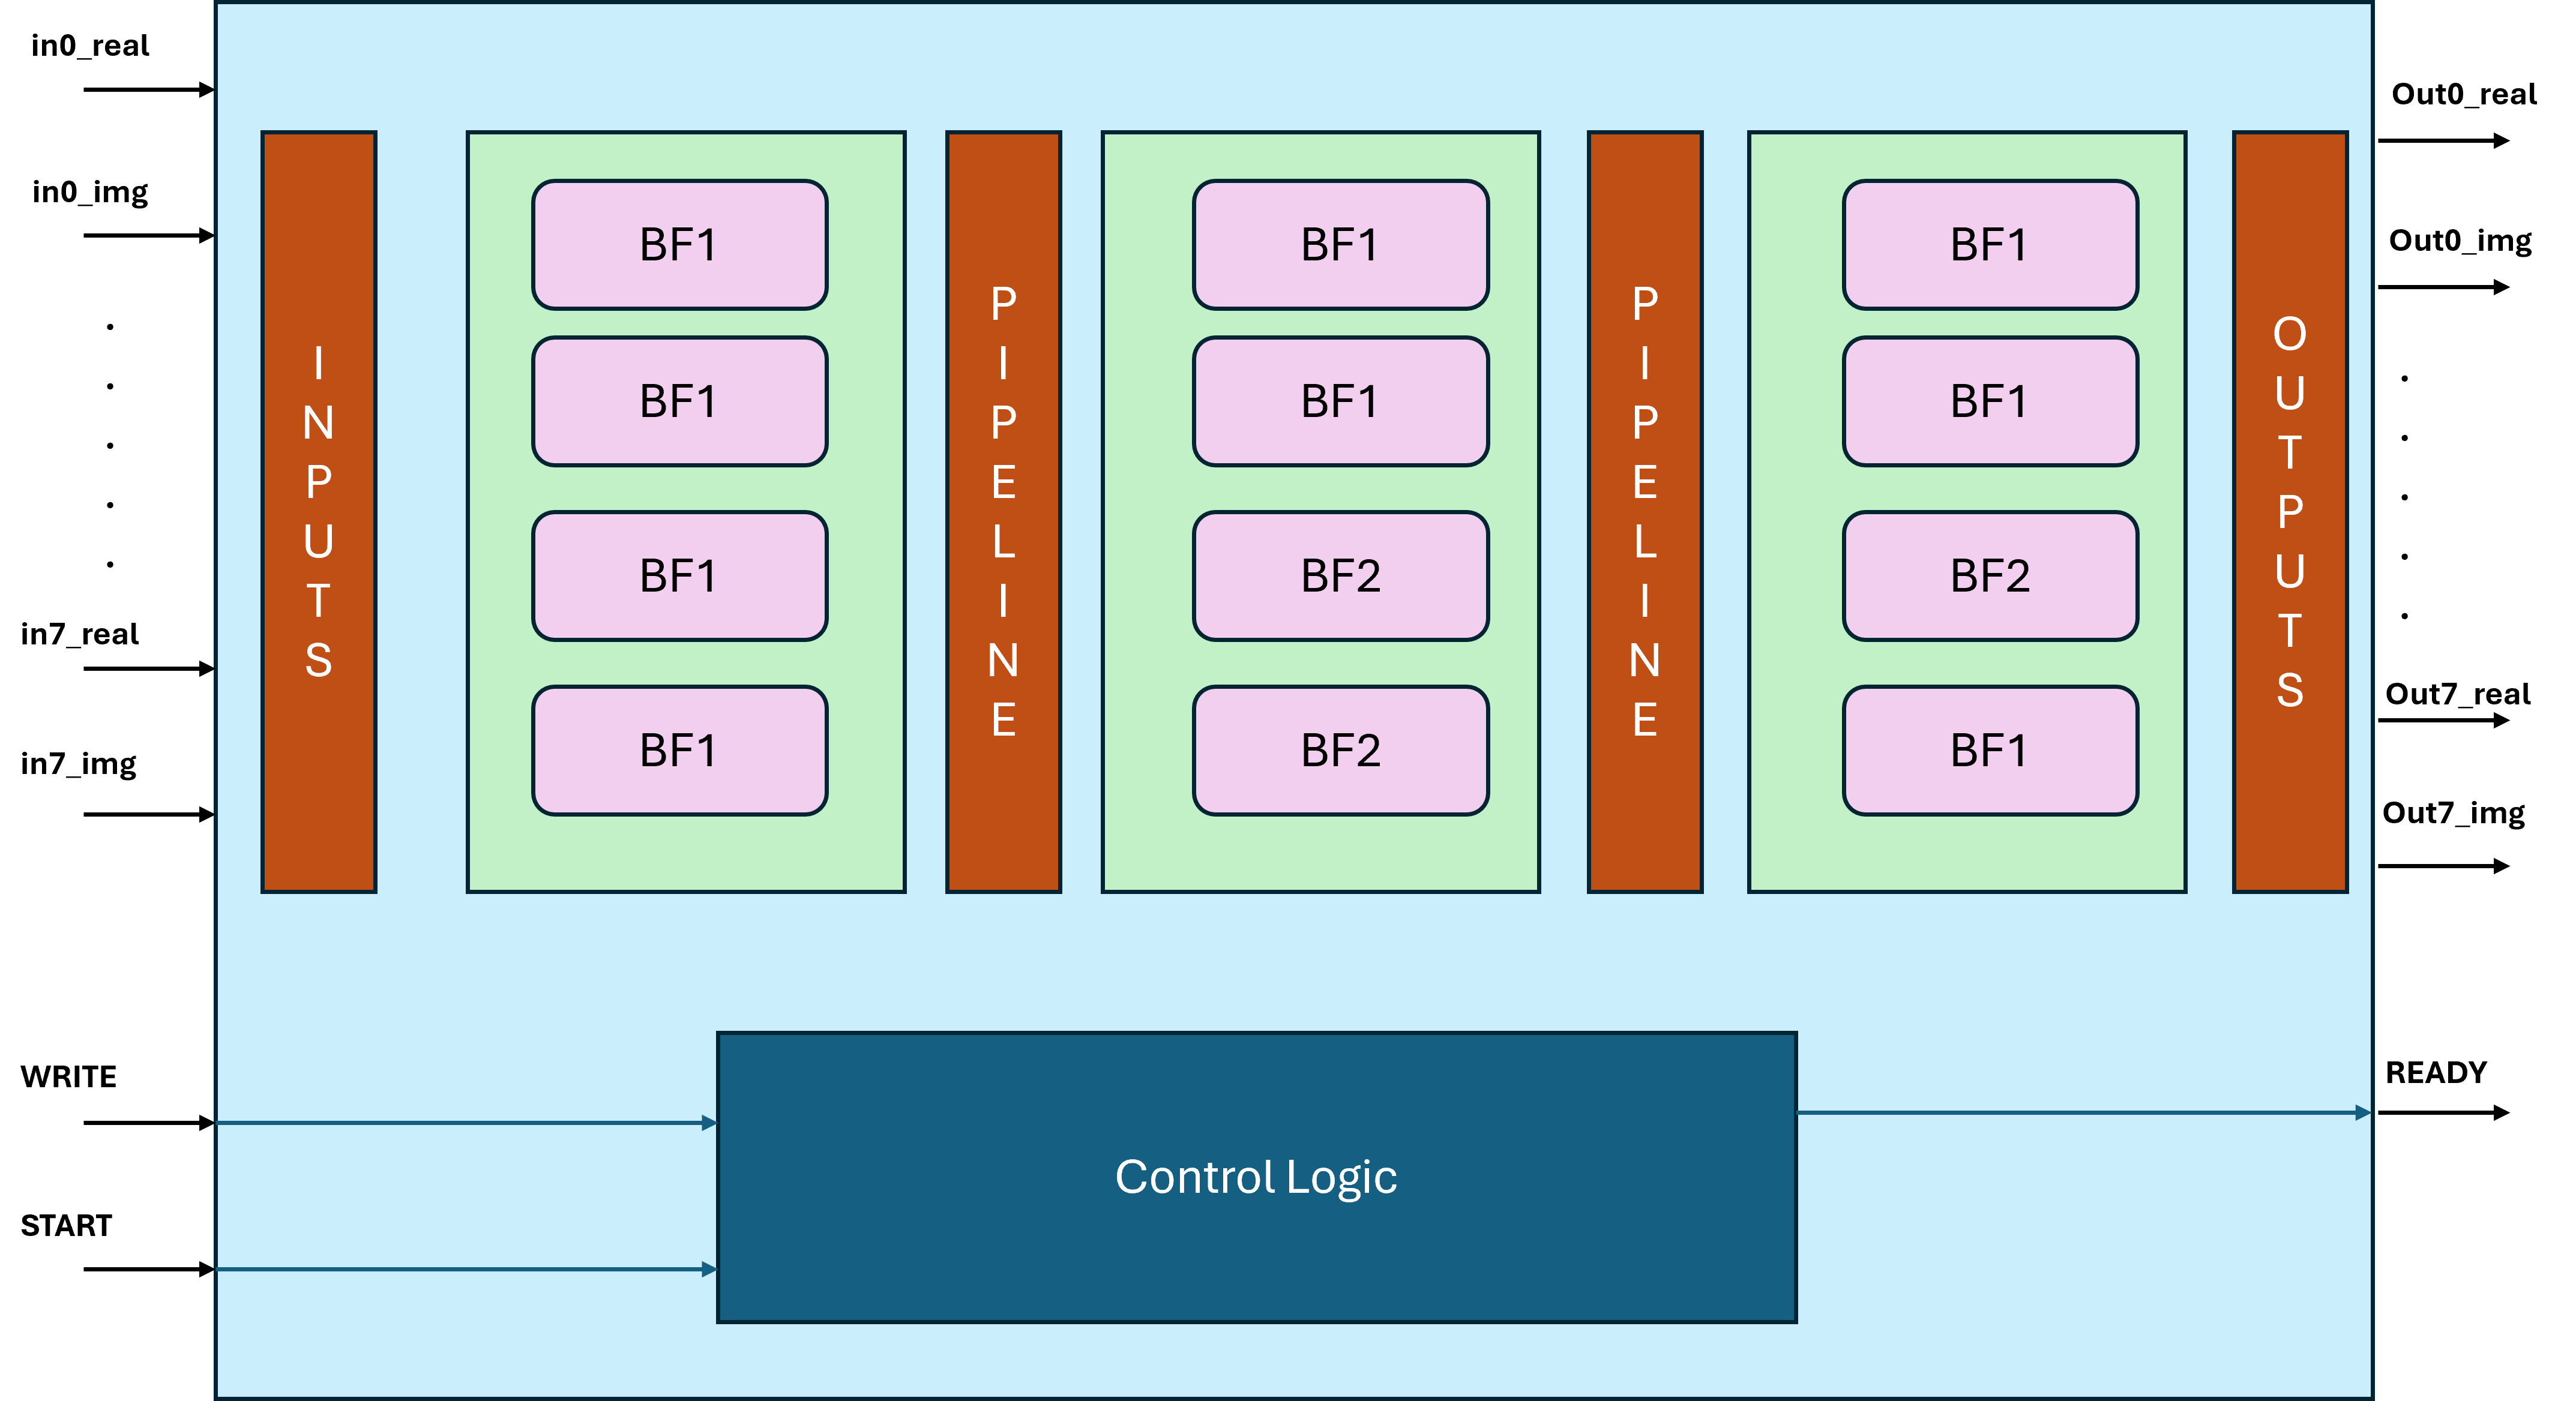 in0_real
in0_img
.
.
.
.
.
in7_real
in7_img
WRITE
START
INPUTS
BF1
BF1
BF1
BF1
PIPELINE
BF1
BF1
BF2
BF2
PIPELINE
BF1
BF1
BF2
BF1
OUTPUTS
Control Logic
Out0_real
Out0_img
.
.
.
.
.
Out7_real
Out7_img
READY